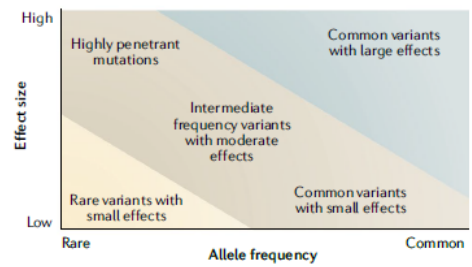 High
Highly penetrant
mutations
Common variants
with large effects
Effect size
Intermediate
frequency variants
with moderate
effects
Rare variants with
small effects
Common variants
with small effects
Low
Rare
Common
Allele frequency